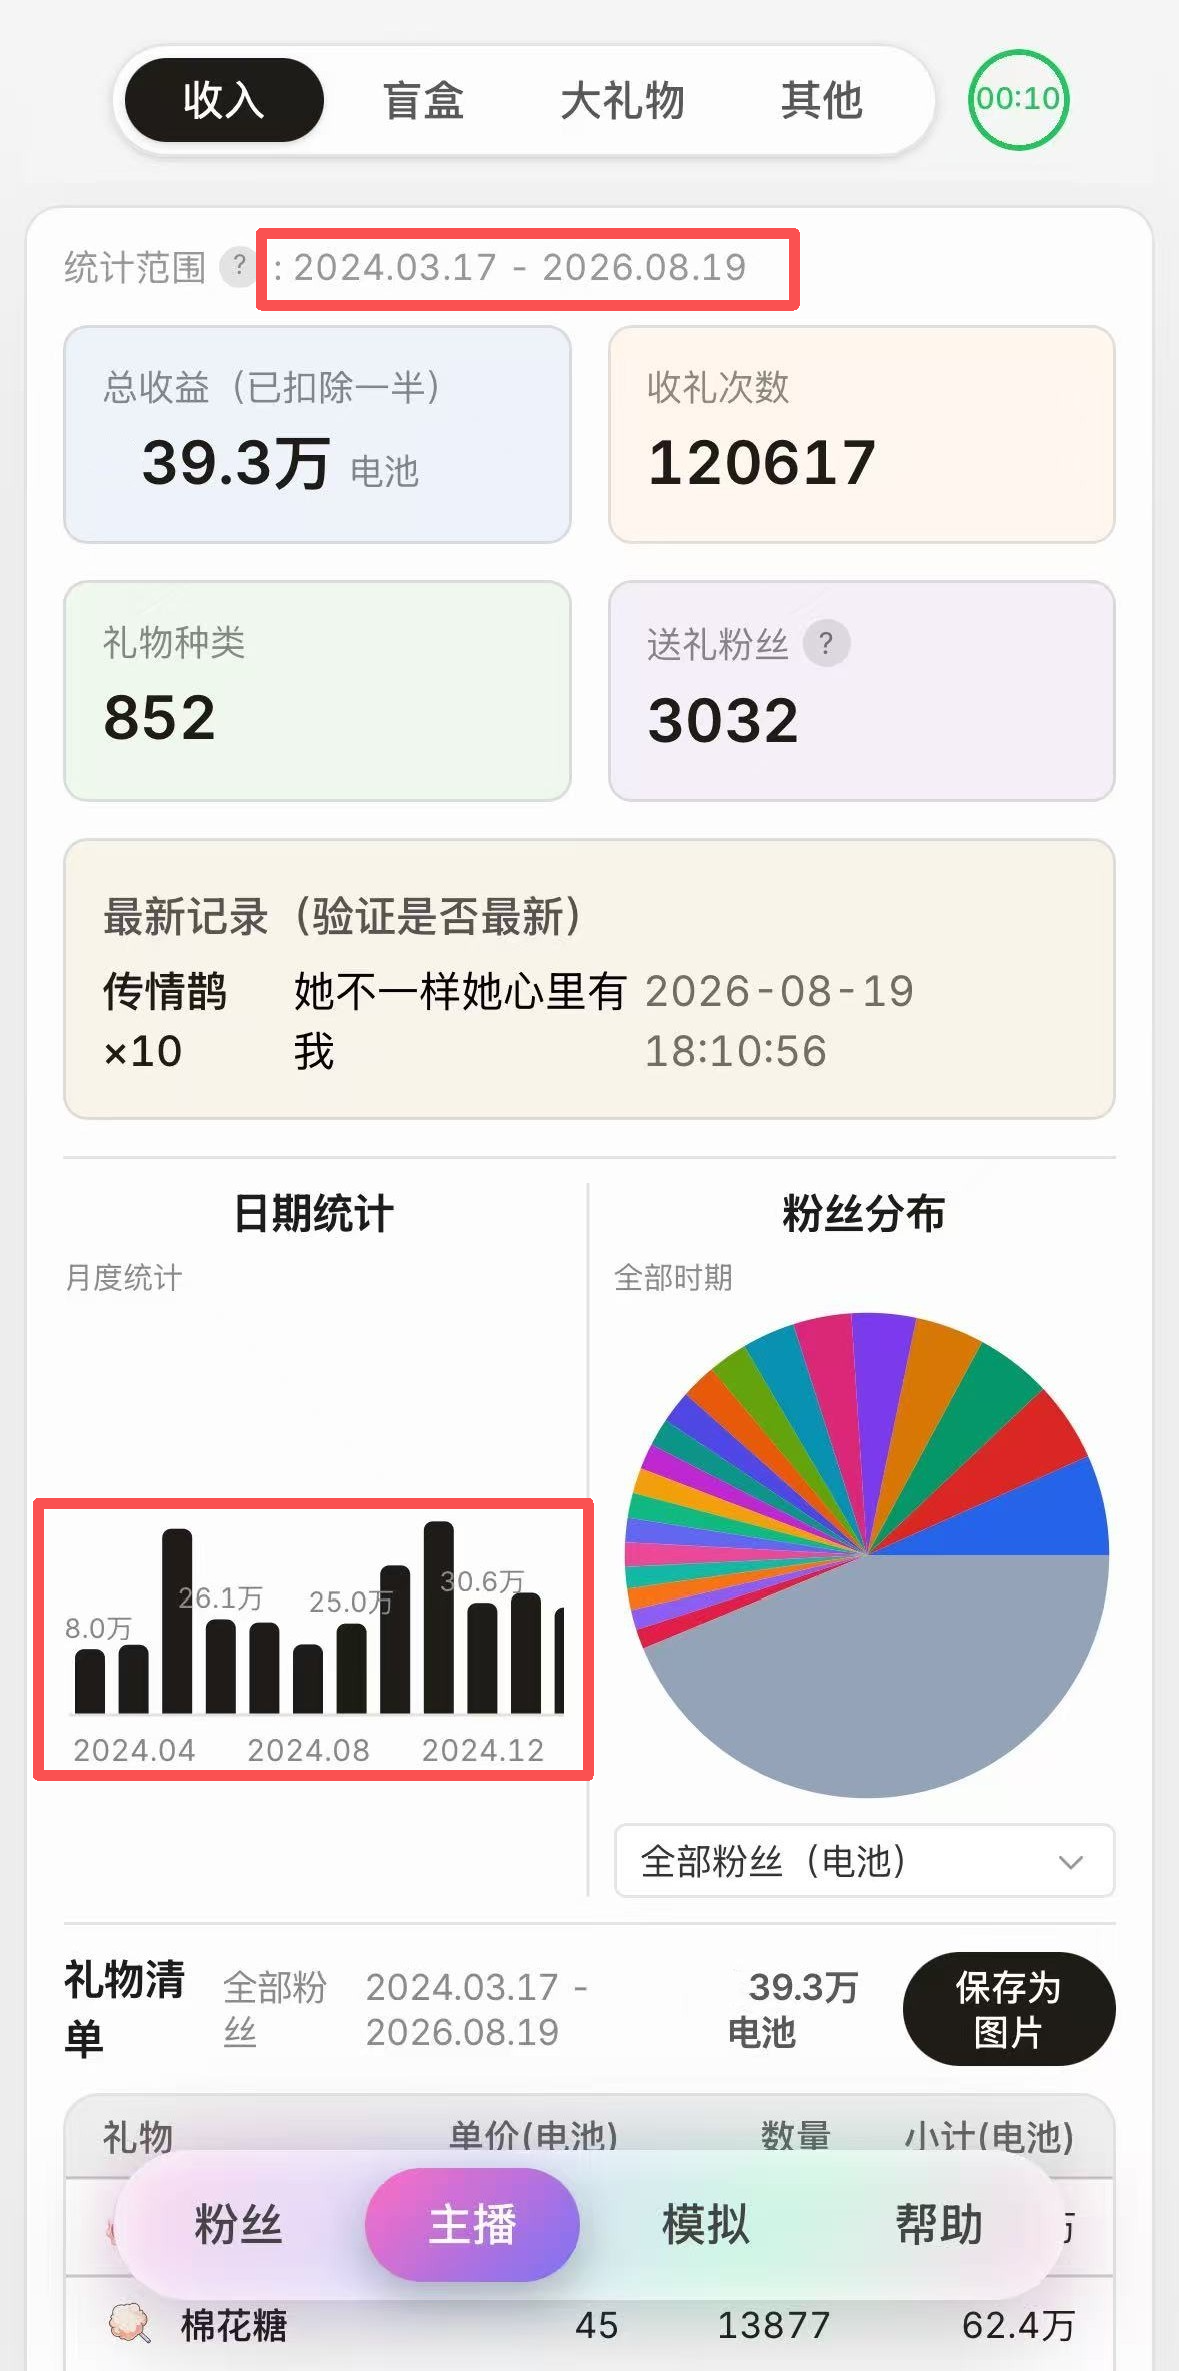 收入 盲盒 大礼物 其他 00:10
统计范围 ? : 2024.03.17 - 2026.08.19
总收益（已扣除一半）
39.3万 电池
收礼次数
120617
礼物种类
852
送礼粉丝 ?
3032
最新记录（验证是否最新）
传情鹊 她不一样她心里有 2026-08-19
×10 我 18:10:56
日期统计
月度统计
8.0万 26.1万 25.0万 30.6万
2024.04 2024.08 2024.12
粉丝分布
全部时期
全部粉丝（电池）
礼物清 全部粉 2024.03.17 - 39.3万 保存为
单 丝 2026.08.19 电池 图片
礼物 单价(电池) 数量 小计(电池)
粉丝 主播 模拟 帮助
棉花糖 45 13877 62.4万